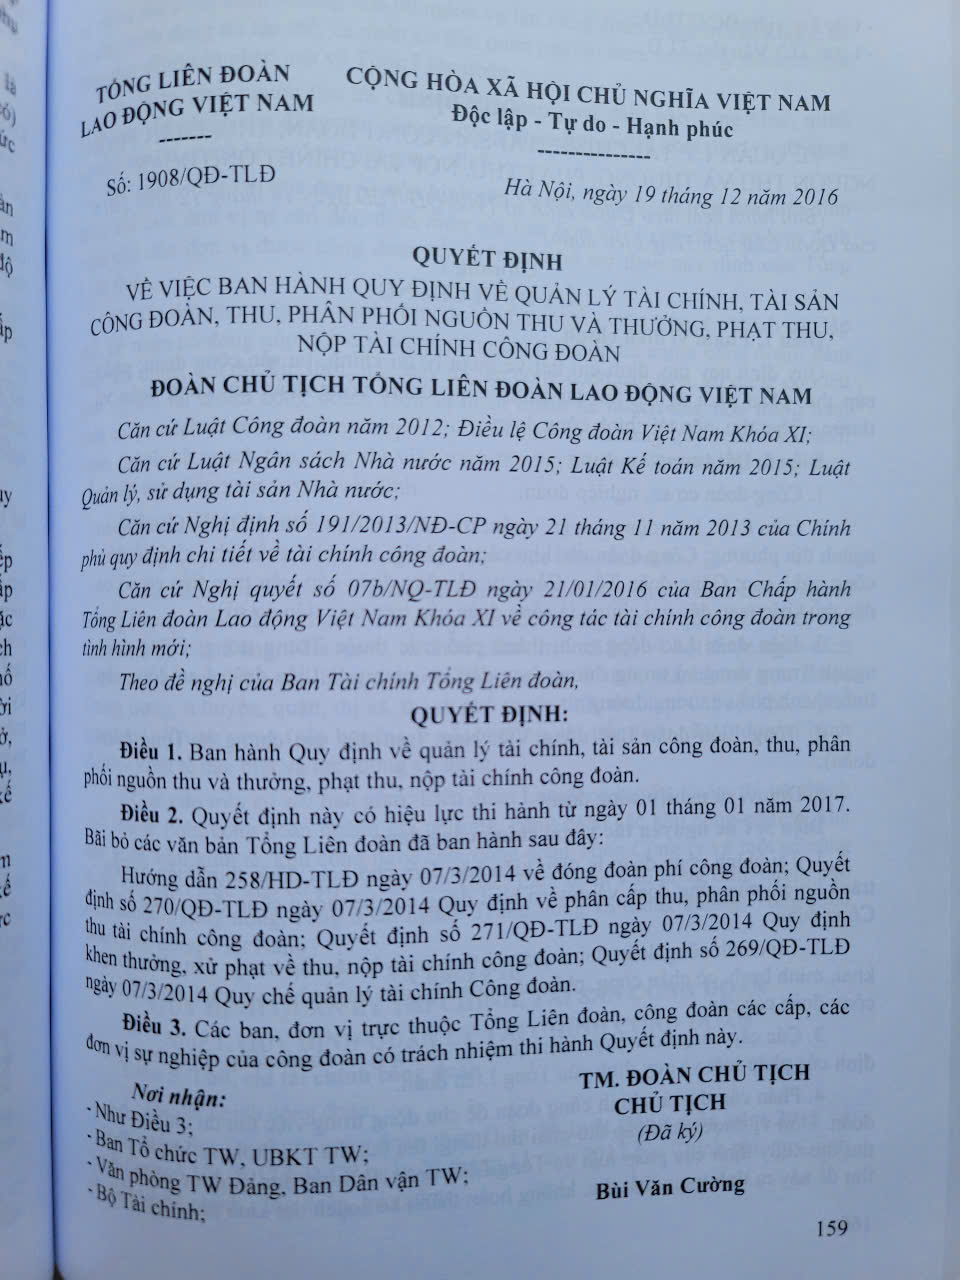 TỔNG LIÊN ĐOÀN
LAO ĐỘNG VIỆT NAM
-------
Số: 1908/QĐ-TLĐ
CỘNG HÒA XÃ HỘI CHỦ NGHĨA VIỆT NAM
Độc lập - Tự do - Hạnh phúc
---------------
Hà Nội, ngày 19 tháng 12 năm 2016
QUYẾT ĐỊNH
VỀ VIỆC BAN HÀNH QUY ĐỊNH VỀ QUẢN LÝ TÀI CHÍNH, TÀI SẢN
CÔNG ĐOÀN, THU, PHÂN PHỐI NGUỒN THU VÀ THƯỞNG, PHẠT THU,
NỘP TÀI CHÍNH CÔNG ĐOÀN
ĐOÀN CHỦ TỊCH TỔNG LIÊN ĐOÀN LAO ĐỘNG VIỆT NAM
Căn cứ Luật Công đoàn năm 2012; Điều lệ Công đoàn Việt Nam Khóa XI;
Căn cứ Luật Ngân sách Nhà nước năm 2015; Luật Kế toán năm 2015; Luật
Quản lý, sử dụng tài sản Nhà nước;
Căn cứ Nghị định số 191/2013/NĐ-CP ngày 21 tháng 11 năm 2013 của Chính
phủ quy định chi tiết về tài chính công đoàn;
Căn cứ Nghị quyết số 07b/NQ-TLĐ ngày 21/01/2016 của Ban Chấp hành
Tổng Liên đoàn Lao động Việt Nam Khóa XI về công tác tài chính công đoàn trong
tình hình mới;
Theo đề nghị của Ban Tài chính Tổng Liên đoàn,
QUYẾT ĐỊNH:
Điều 1. Ban hành Quy định về quản lý tài chính, tài sản công đoàn, thu, phân
phối nguồn thu và thưởng, phạt thu, nộp tài chính công đoàn.
Điều 2. Quyết định này có hiệu lực thi hành từ ngày 01 tháng 01 năm 2017.
Bãi bỏ các văn bản Tổng Liên đoàn đã ban hành sau đây:
Hướng dẫn 258/HD-TLĐ ngày 07/3/2014 về đóng đoàn phí công đoàn; Quyết
định số 270/QĐ-TLĐ ngày 07/3/2014 Quy định về phân cấp thu, phân phối nguồn
thu tài chính công đoàn; Quyết định số 271/QĐ-TLĐ ngày 07/3/2014 Quy định
khen thưởng, xử phạt về thu, nộp tài chính Công đoàn; Quyết định số 269/QĐ-TLĐ
ngày 07/3/2014 Quy chế quản lý tài chính Công đoàn.
Điều 3. Các ban, đơn vị trực thuộc Tổng Liên đoàn, công đoàn các cấp, các
đơn vị sự nghiệp của công đoàn có trách nhiệm thi hành Quyết định này.
Nơi nhận:
- Như Điều 3;
- Ban Tổ chức TW, UBKT TW;
- Văn phòng TW Đảng, Ban Dân vận TW;
- Bộ Tài chính;
TM. ĐOÀN CHỦ TỊCH
CHỦ TỊCH
(Đã ký)
Bùi Văn Cường
159